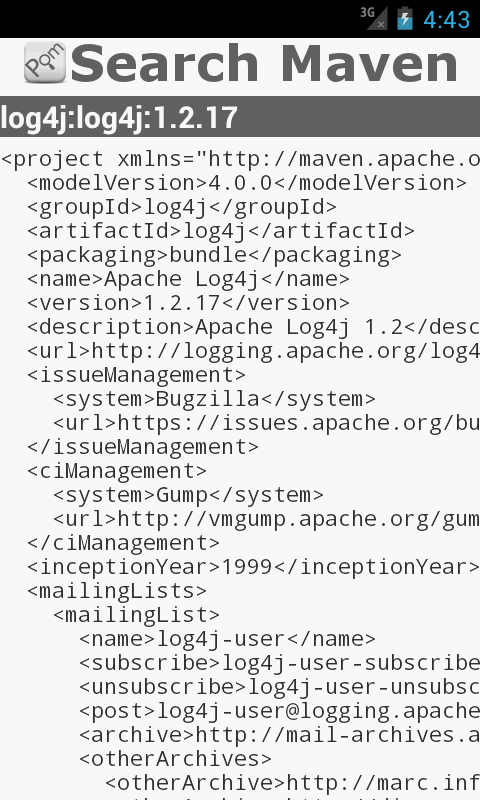 3G 4:43
Pom Search Maven
log4j:log4j:1.2.17
<project xmlns="http://maven.apache.o
<modelVersion>4.0.0</modelVersion>
<groupId>log4j</groupId>
<artifactId>log4j</artifactId>
<packaging>bundle</packaging>
<name>Apache Log4j</name>
<version>1.2.17</version>
<description>Apache Log4j 1.2</desc
<url>http://logging.apache.org/log4
<issueManagement>
<system>Bugzilla</system>
<url>https://issues.apache.org/bu
</issueManagement>
<ciManagement>
<system>Gump</system>
<url>http://vmgump.apache.org/gum
</ciManagement>
<inceptionYear>1999</inceptionYear>
<mailingLists>
<mailingList>
<name>log4j-user</name>
<subscribe>log4j-user-subscribe
<unsubscribe>log4j-user-unsubsc
<post>log4j-user@logging.apache
<archive>http://mail-archives.a
<otherArchives>
<otherArchive>http://marc.inf